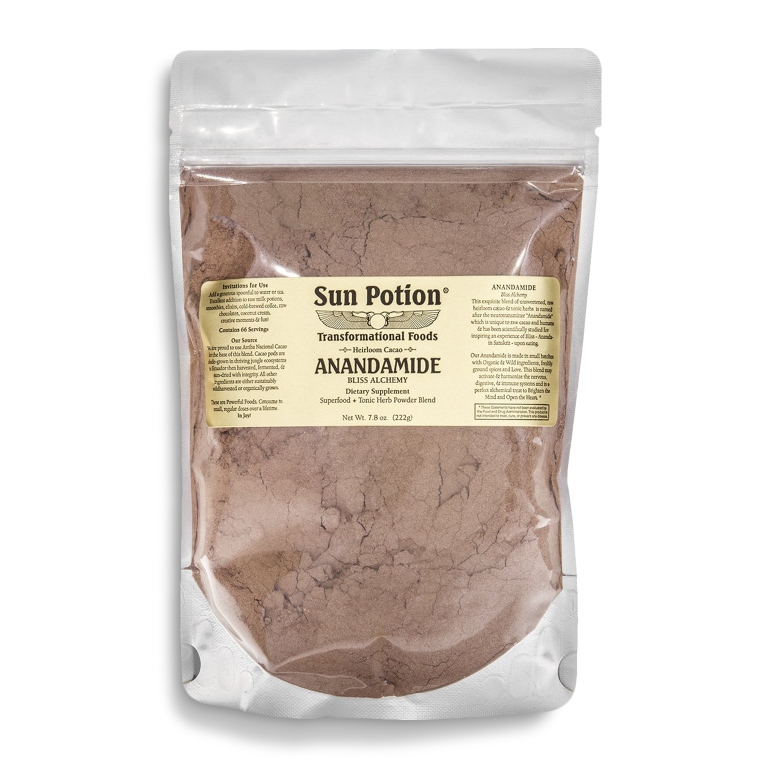 Invitations for Use
Add a generous spoonful to water or tea.
Excellent addition to raw milk potions,
smoothies, elixirs, cold-brewed coffee, raw
chocolates, coconut cream,
creative moments & fun!
Contains 66 Servings
Our Source
We are proud to use Arriba Nacional Cacao
as the base of this blend. Cacao pods are
shade-grown in thriving jungle ecosystems
in Ecuador then harvested, fermented, &
sun-dried with integrity. All other
ingredients are either sustainably
wildharvested or organically grown.
These are Powerful Foods. Consume in
small, regular doses over a lifetime.
In Joy!
Sun Potion®
Transformational Foods
Heirloom Cacao
ANANDAMIDE
BLISS ALCHEMY
Dietary Supplement
Superfood + Tonic Herb Powder Blend
Net Wt. 7.8 oz. (222g)
ANANDAMIDE
Bliss Alchemy
This exquisite blend of unsweetened, raw
heirloom cacao & tonic herbs is named
after the neurotransmitter "Anandamide"
which is unique to raw cacao and humans
& has been scientifically studied for
inspiring an experience of Bliss - Ananda-
in Sanskrit - upon eating.
Our Anandamide is made in small batches
with Organic & Wild ingredients, freshly
ground spices and Love. This blend may
activate & harmonize the nervous,
digestive, & immune systems and is a
perfect alchemical treat to Brighten the
Mind and Open the Heart. *
* These statements have not been evaluated by
the Food and Drug Administration. This product is
not intended to treat, cure, or prevent any disease.